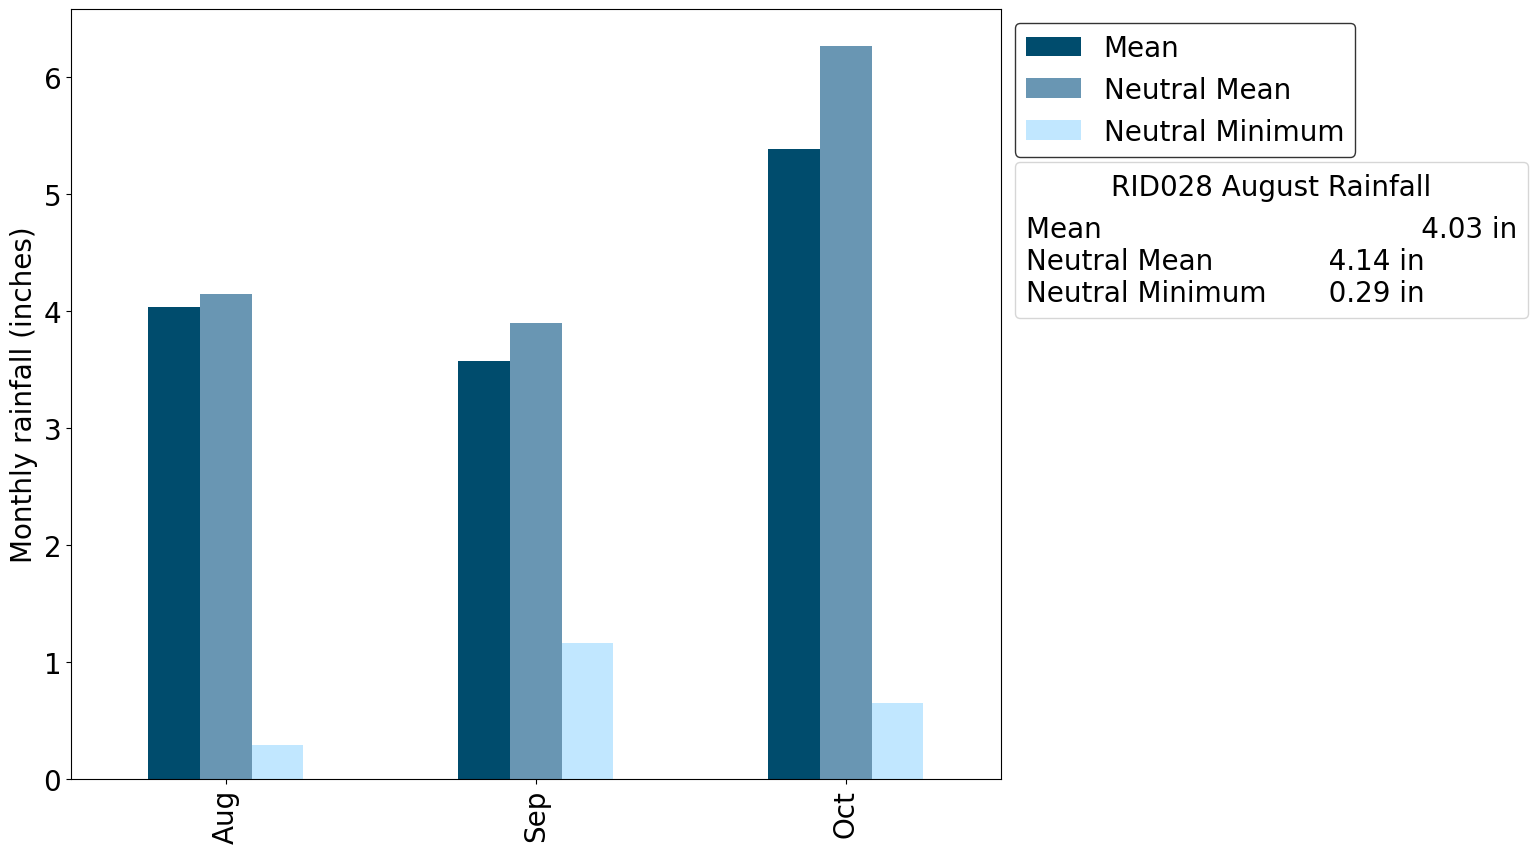 Monthly rainfall (inches)
6
5
4
3
2
1
0
Aug
Sep
Oct
Mean
Neutral Mean
Neutral Minimum
RID028 August Rainfall
Mean 4.03 in
Neutral Mean 4.14 in
Neutral Minimum 0.29 in